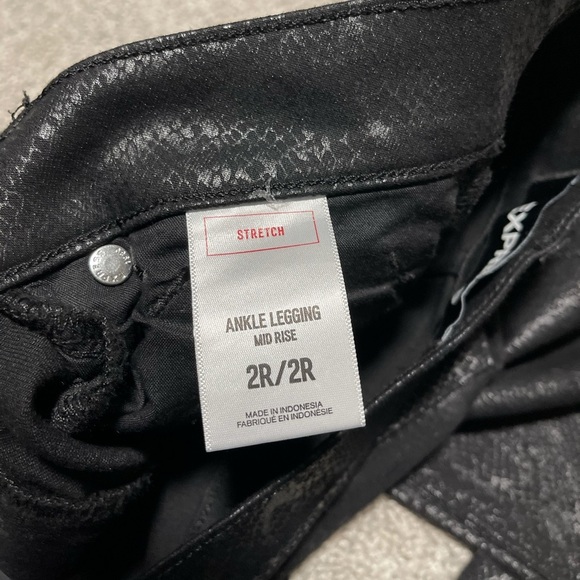 STRETCH
ANKLE LEGGING
MID RISE
2R/2R
MADE IN INDONESIA
FABRIQUÉ EN INDONÉSIE